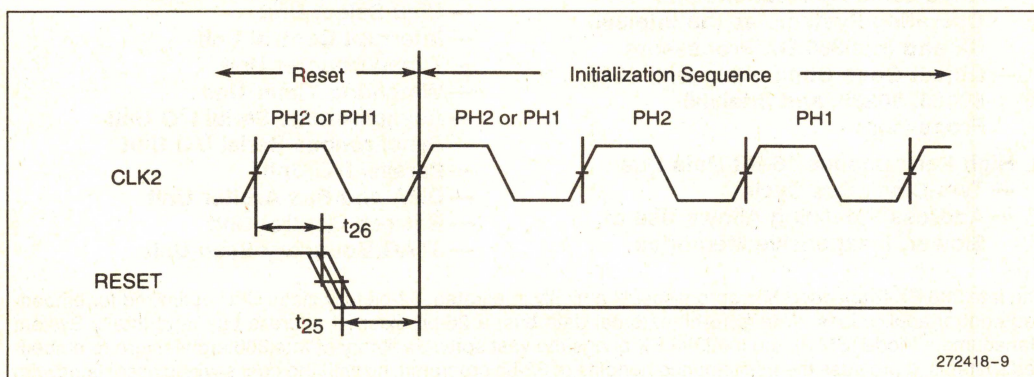 Reset Initialization Sequence
PH2 or PH1 PH2 or PH1 PH2 PH1
CLK2
t26
RESET
t25
272418-9